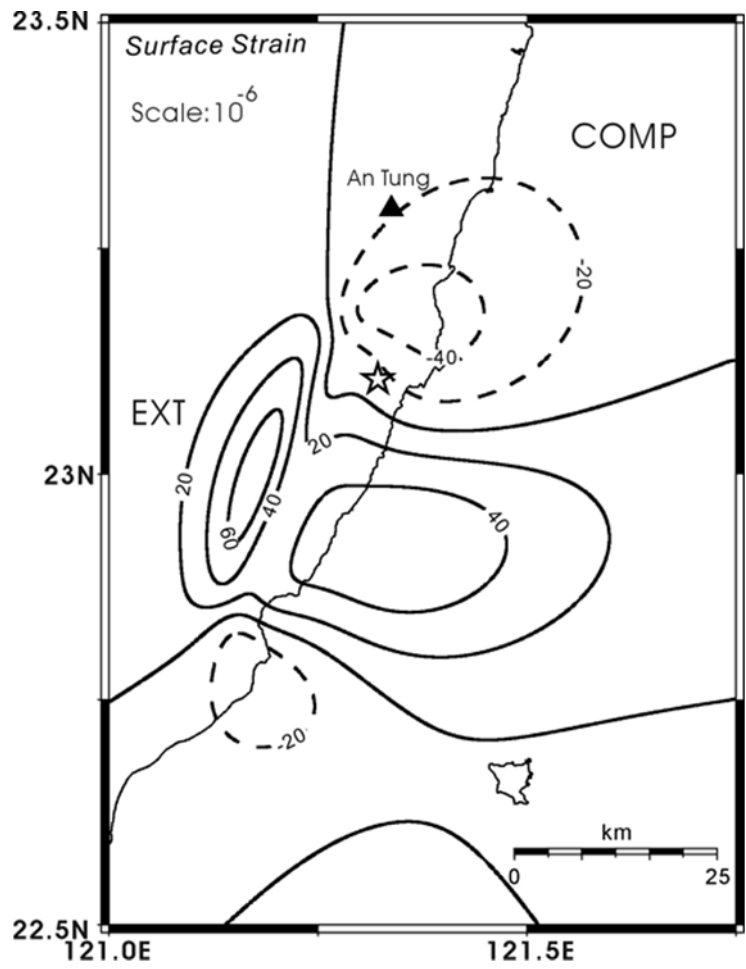 23.5N
Surface Strain
Scale:10-6
COMP
An Tung
-20
-40
EXT
20
20
23N
40
40
60
-20
km
0 25
22.5N
121.0E 121.5E